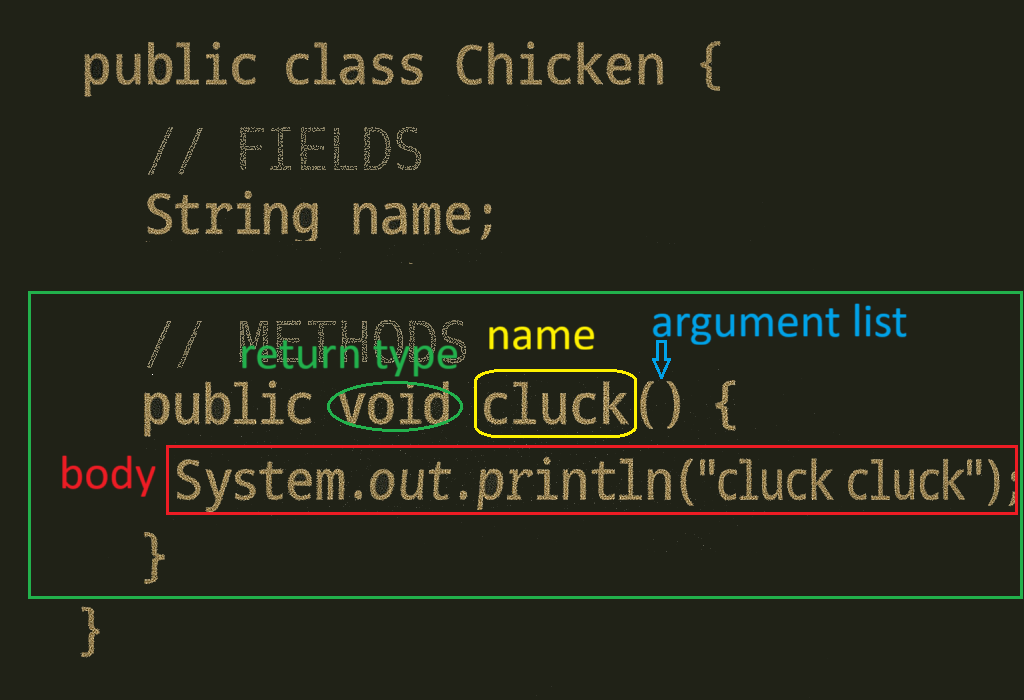 public class Chicken {
// FIELDS
String name;
// METHODS
return type
name
argument list
public void cluck() {
body
System.out.println("cluck cluck");
}
}